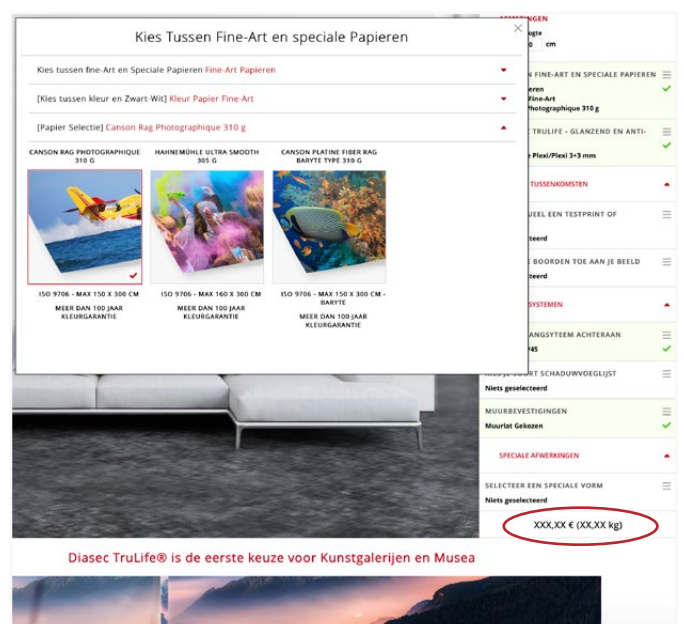 Kies Tussen Fine-Art en speciale Papieren
Kies tussen fine-Art en Speciale Papieren Fine-Art Papieren
[Kies tussen kleur en Zwart-Wit] Kleur Papier Fine-Art
[Papier Selectie] Canson Rag Photographique 310 g
CANSON RAG PHOTOGRAPHIQUE
310 G
HAHNEMÜHLE ULTRA SMOOTH
305 G
CANSON PLATINE FIBER RAG
BARYTE TYPE 310 G
ISO 9706 - MAX 150 X 300 CM
MEER DAN 100 JAAR
KLEURGARANTIE
ISO 9706 - MAX 160 X 300 CM
MEER DAN 100 JAAR
KLEURGARANTIE
ISO 9706 - MAX 150 X 300 CM -
BARYTE
MEER DAN 100 JAAR
KLEURGARANTIE
cm
FINE-ART EN SPECIALE PAPIEREN
Fine-Art
hotographique 310 g
TRULIFE - GLANZEND EN ANTI-
Plexi/Plexi 3+3 mm
TUSSENKOMSTEN
EEN TESTPRINT OF
BOORDEN TOE AAN JE BEELD
SYSTEMEN
ANGSYTEEM ACHTERAAN
SCHADUWVOEGLIJST
Niets geselecteerd
MUURBEVESTIGINGEN
Muurlat Gekozen
SPECIALE AFWERKINGEN
SELECTEER EEN SPECIALE VORM
Niets geselecteerd
XXX,XX € (XX,XX kg)
Diasec TruLife® is de eerste keuze voor Kunstgalerijen en Musea